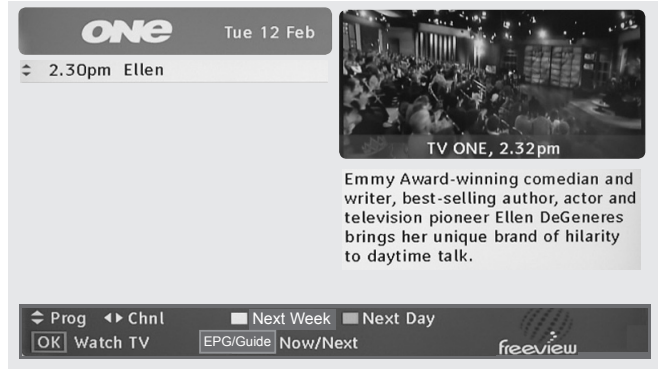 one
Tue 12 Feb
2.30pm Ellen
TV ONE, 2.32pm
Emmy Award-winning comedian and
writer, best-selling author, actor and
television pioneer Ellen DeGeneres
brings her unique brand of hilarity
to daytime talk.
Prog Chnl Next Week Next Day
OK Watch TV EPG/Guide Now/Next
freeview